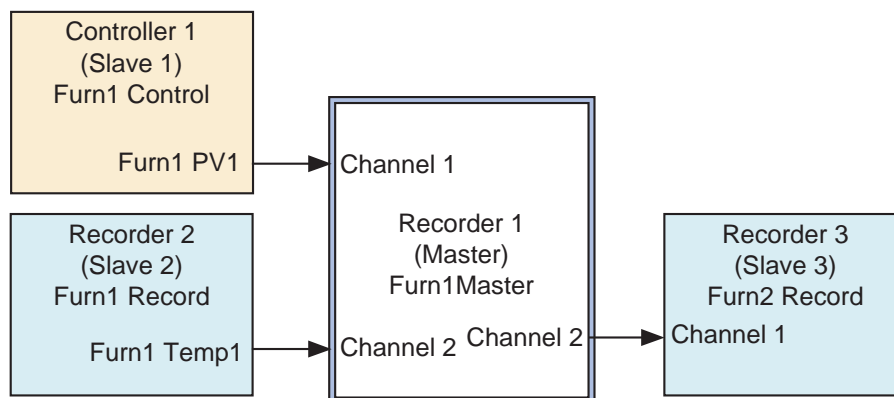 Controller 1
(Slave 1)
Furn1 Control
Furn1 PV1
Recorder 2
(Slave 2)
Furn1 Record
Furn1 Temp1
Channel 1
Recorder 1
(Master)
Furn1Master
Channel 2
Channel 2
Recorder 3
(Slave 3)
Furn2 Record
Channel 1